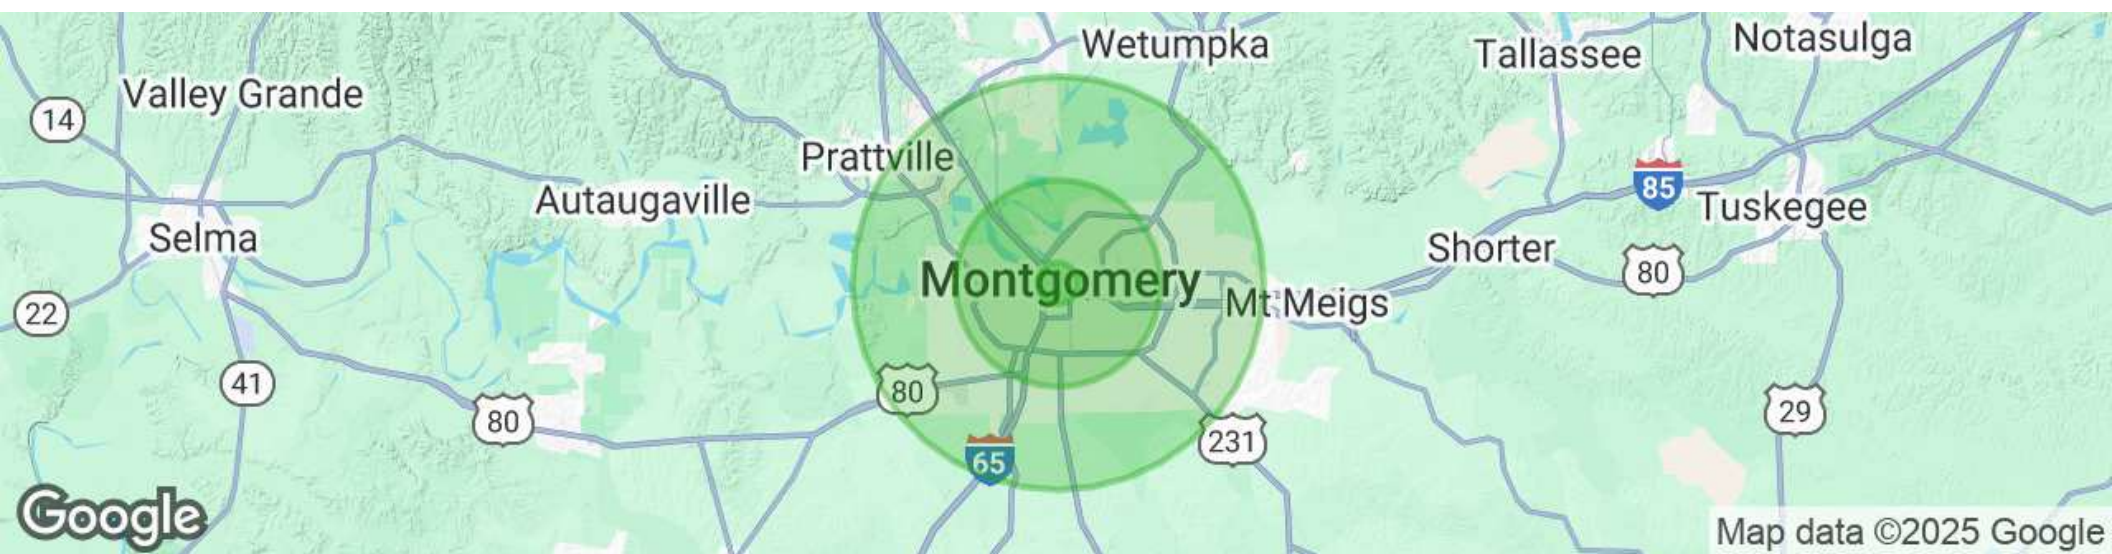 Wetumpka
Tallassee
Notasulga
Valley Grande
14
Prattville
85
Autaugaville
Tuskegee
Selma
Shorter
80
Montgomery
Mt Meigs
22
41
80
80
29
231
65
Google
Map data ©2025 Google